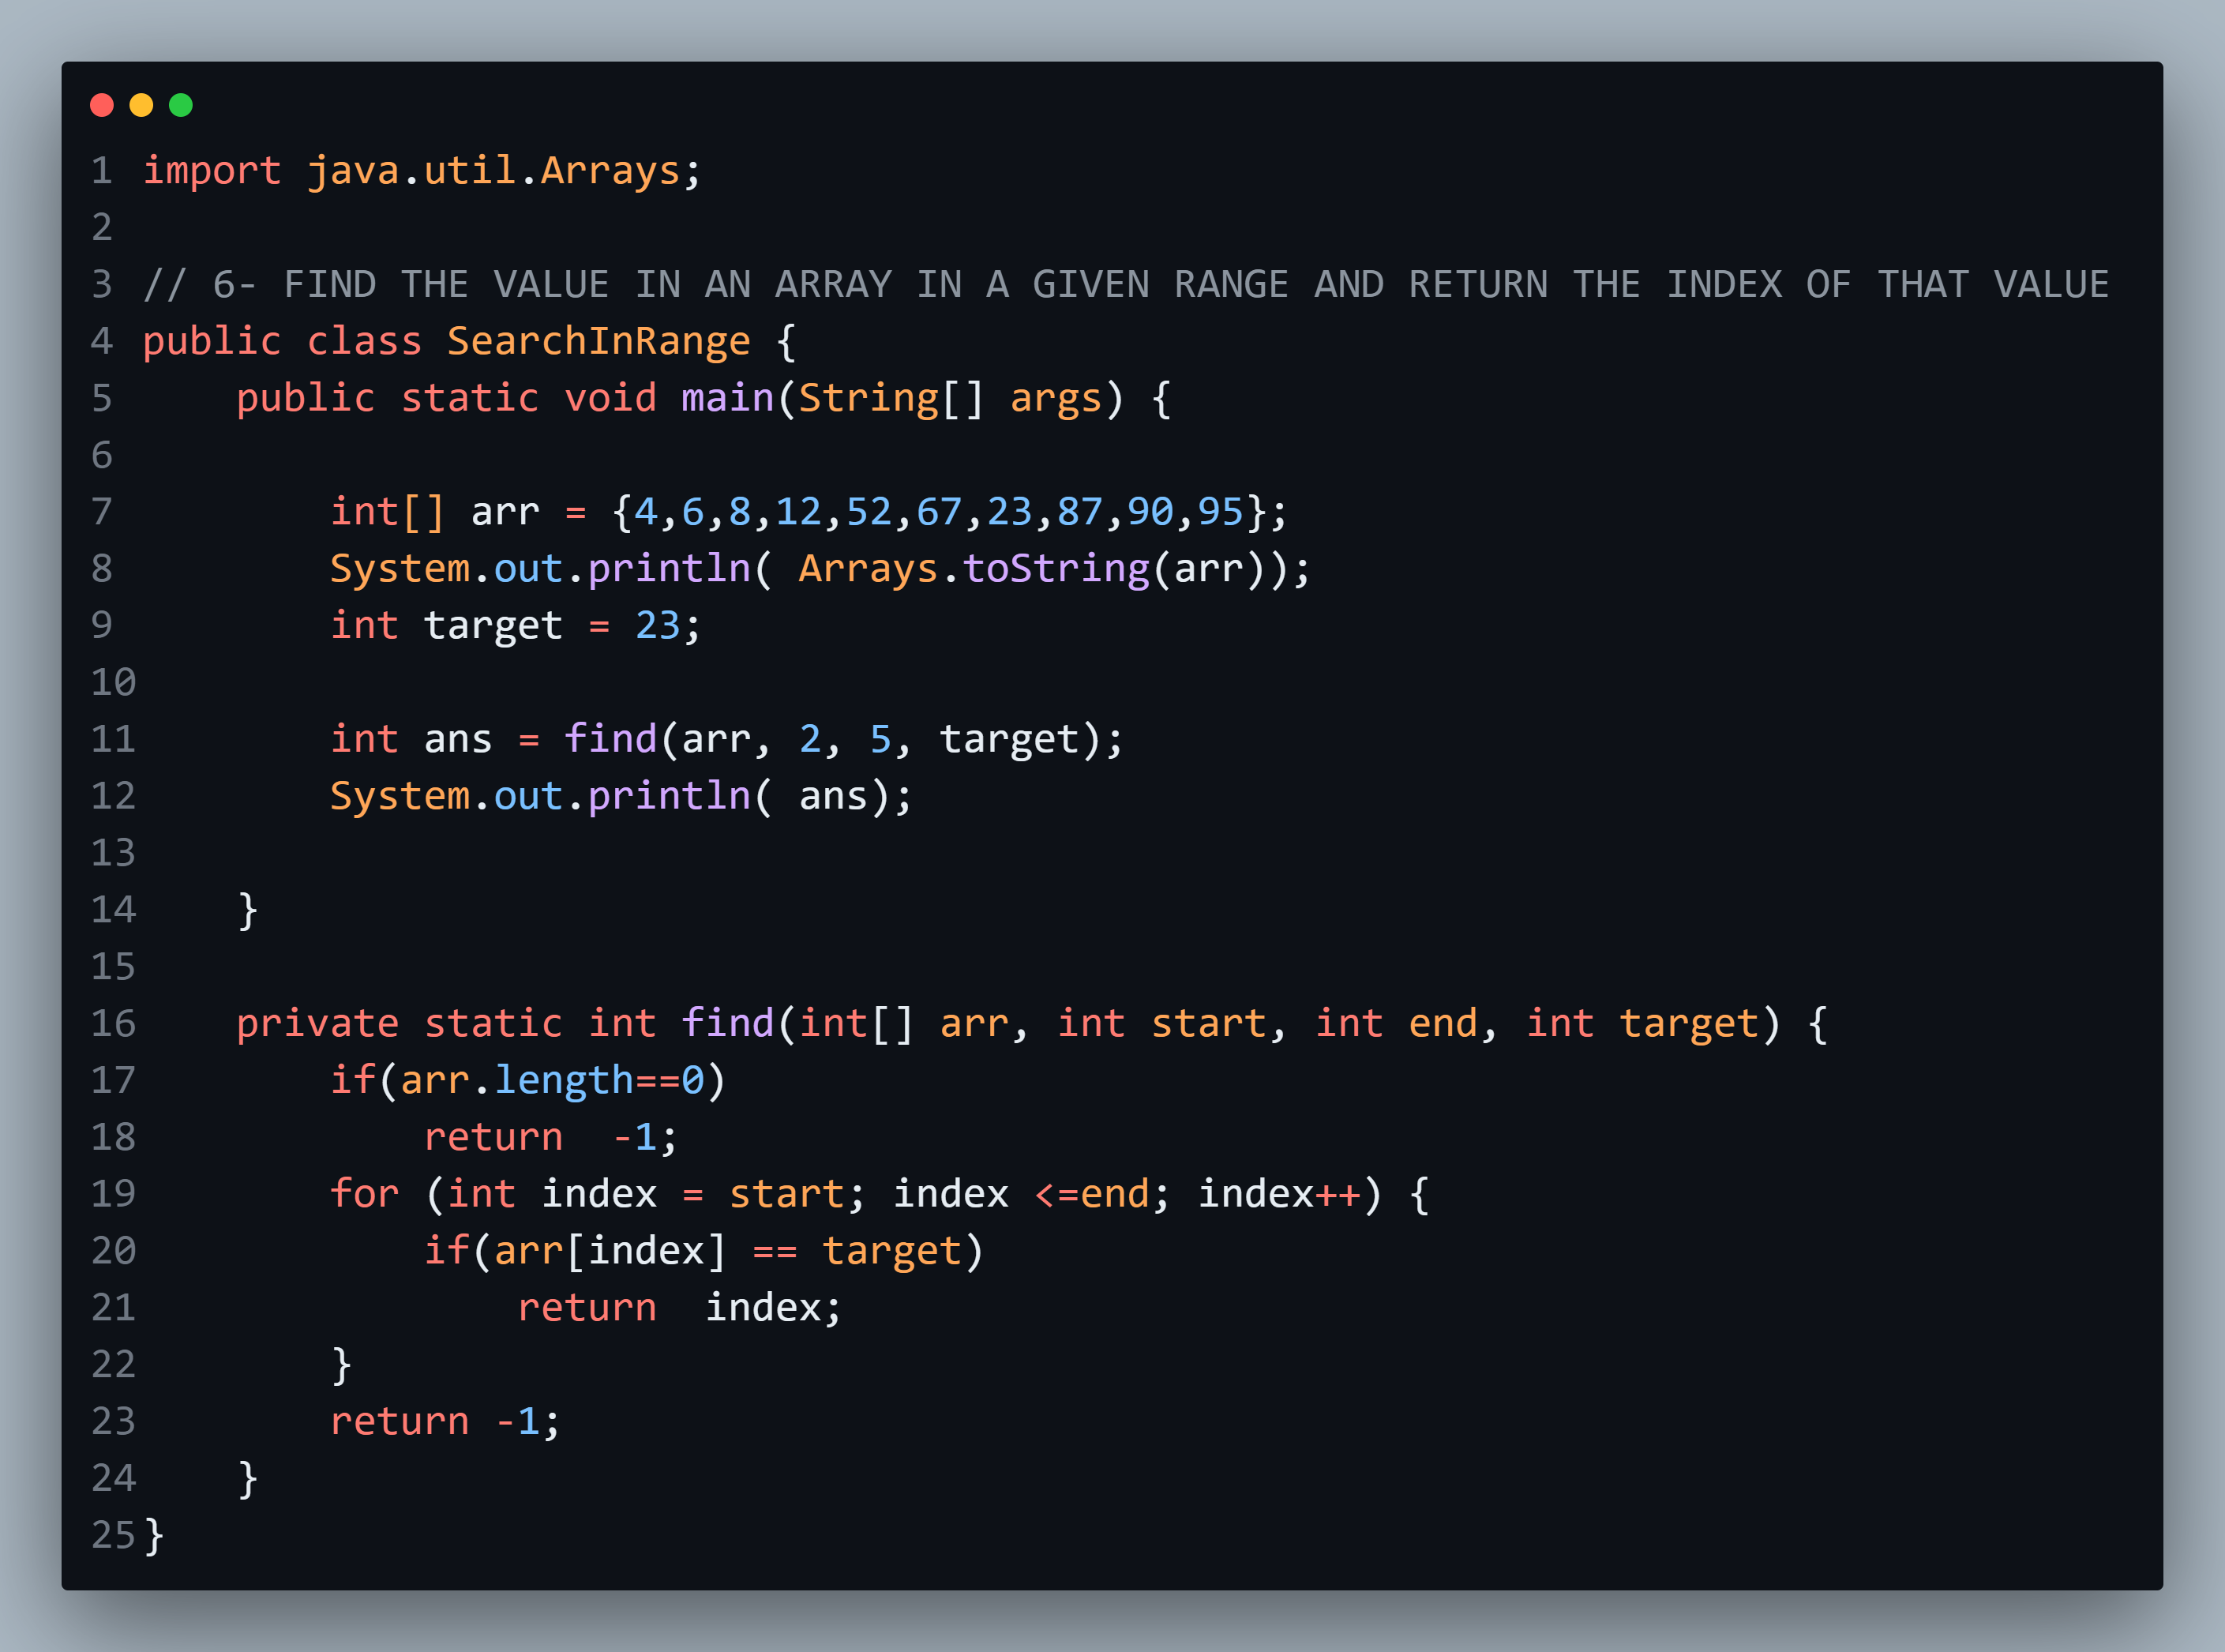 1 import java.util.Arrays;
2
3 // 6- FIND THE VALUE IN AN ARRAY IN A GIVEN RANGE AND RETURN THE INDEX OF THAT VALUE
4 public class SearchInRange {
5     public static void main(String[] args) {
6
7         int[] arr = {4,6,8,12,52,67,23,87,90,95};
8         System.out.println( Arrays.toString(arr));
9         int target = 23;
10
11         int ans = find(arr, 2, 5, target);
12         System.out.println( ans);
13
14     }
15
16     private static int find(int[] arr, int start, int end, int target) {
17         if(arr.length==0)
18             return  -1;
19         for (int index = start; index <=end; index++) {
20             if(arr[index] == target)
21                 return  index;
22         }
23         return -1;
24     }
25 }